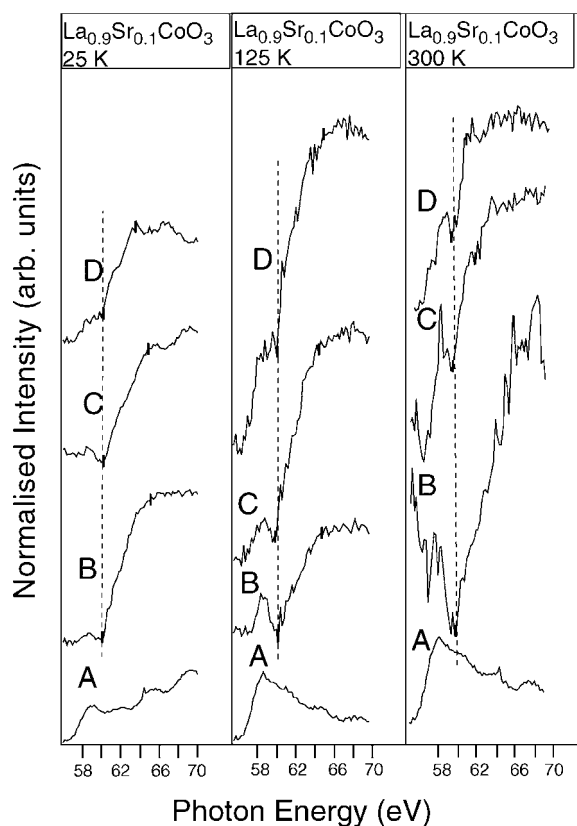 La0.9Sr0.1CoO3
25 K
La0.9Sr0.1CoO3
125 K
La0.9Sr0.1CoO3
300 K
Normalised Intensity (arb. units)
D
C
B
A
D
C
B
A
D
C
B
A
58 62 66 70
58 62 66 70
58 62 66 70
Photon Energy (eV)